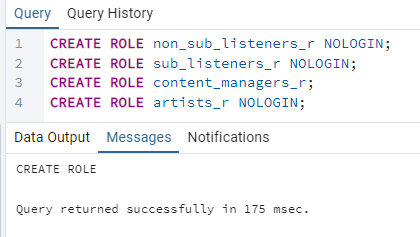 Query Query History
1 CREATE ROLE non_sub_listeners_r NOLOGIN;
2 CREATE ROLE sub_listeners_r NOLOGIN;
3 CREATE ROLE content_managers_r;
4 CREATE ROLE artists_r NOLOGIN;
Data Output Messages Notifications
CREATE ROLE
Query returned successfully in 175 msec.